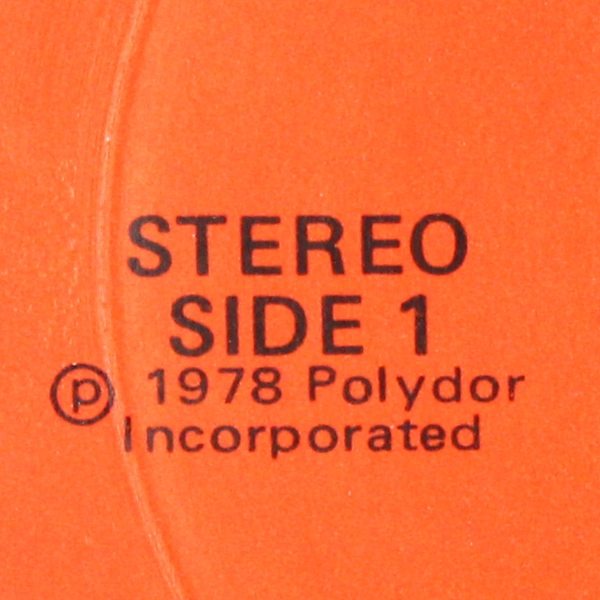 STEREO
SIDE 1
℗ 1978 Polydor
Incorporated